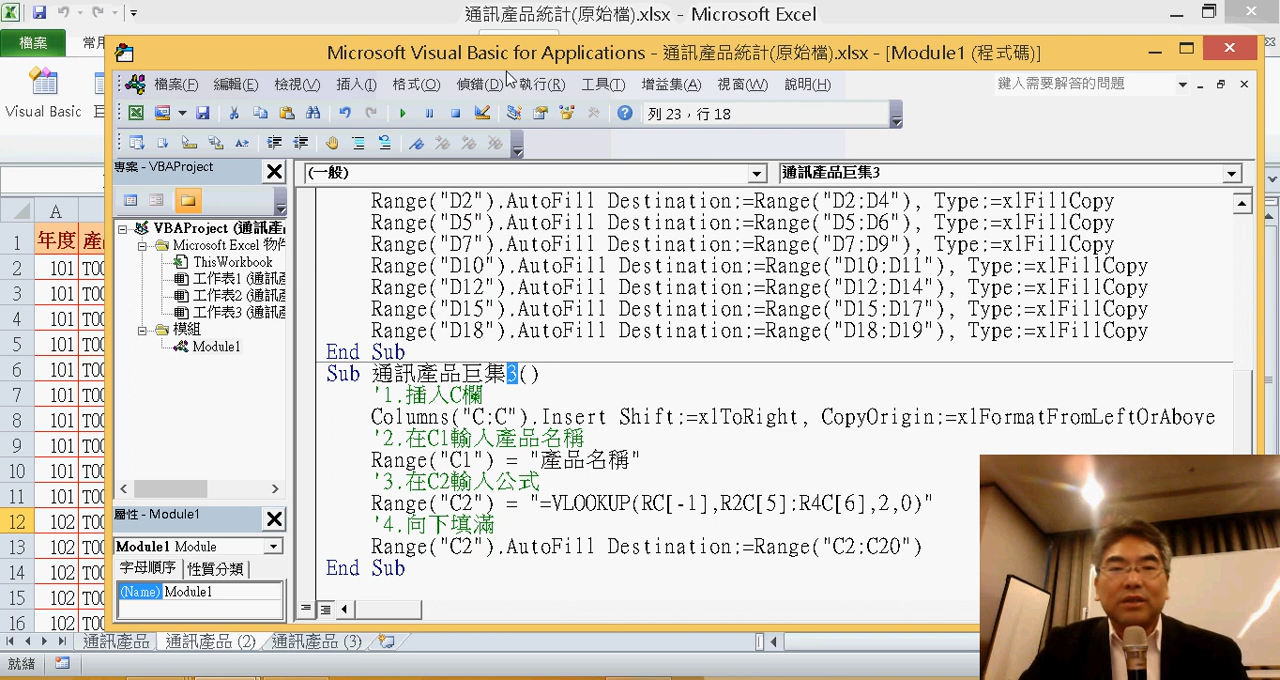 通訊產品統計(原始檔).xlsx - Microsoft Excel
檔案
常用
Visual Basic
Microsoft Visual Basic for Applications - 通訊產品統計(原始檔).xlsx - [Module1 (程式碼)]
檔案(F) 編輯(E) 檢視(V) 插入(I) 格式(O) 偵錯(D) 執行(R) 工具(T) 增益集(A) 視窗(W) 說明(H)
鍵入需要解答的問題
列 23，行 18
專案 - VBAProject
(一般)
通訊產品巨集3
VBAProject (通訊產
Microsoft Excel 物件
ThisWorkbook
工作表1 (通訊產
工作表2 (通訊產
工作表3 (通訊產
模組
Module1
屬性 - Module1
Module1 Module
字母順序 性質分類
(Name) Module1
Range("D2").AutoFill Destination:=Range("D2:D4"), Type:=xlFillCopy
Range("D5").AutoFill Destination:=Range("D5:D6"), Type:=xlFillCopy
Range("D7").AutoFill Destination:=Range("D7:D9"), Type:=xlFillCopy
Range("D10").AutoFill Destination:=Range("D10:D11"), Type:=xlFillCopy
Range("D12").AutoFill Destination:=Range("D12:D14"), Type:=xlFillCopy
Range("D15").AutoFill Destination:=Range("D15:D17"), Type:=xlFillCopy
Range("D18").AutoFill Destination:=Range("D18:D19"), Type:=xlFillCopy
End Sub
Sub 通訊產品巨集3()
'1.插入C欄
Columns("C:C").Insert Shift:=xlToRight, CopyOrigin:=xlFormatFromLeftOrAbove
'2.在C1輸入產品名稱
Range("C1") = "產品名稱"
'3.在C2輸入公式
Range("C2") = "=VLOOKUP(RC[-1],R2C[5]:R4C[6],2,0)"
'4.向下填滿
Range("C2").AutoFill Destination:=Range("C2:C20")
End Sub
A
1 年度 產
2 101 T00
3 101 T00
4 101 T00
5 101 T00
6 101 T00
7 101 T00
8 101 T00
9 101 T00
10 101 T00
11 101 T00
12 102 T00
13 102 T00
14 102 T00
15 102 T00
16 102 T00
通訊產品 通訊產品 (2) 通訊產品 (3)
就緒